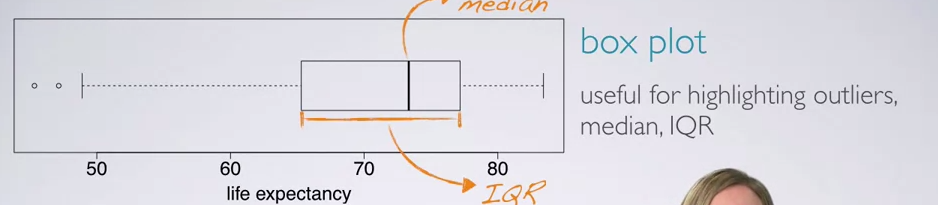 median
box plot
useful for highlighting outliers,
median, IQR
50 60 70 80
life expectancy
IQR